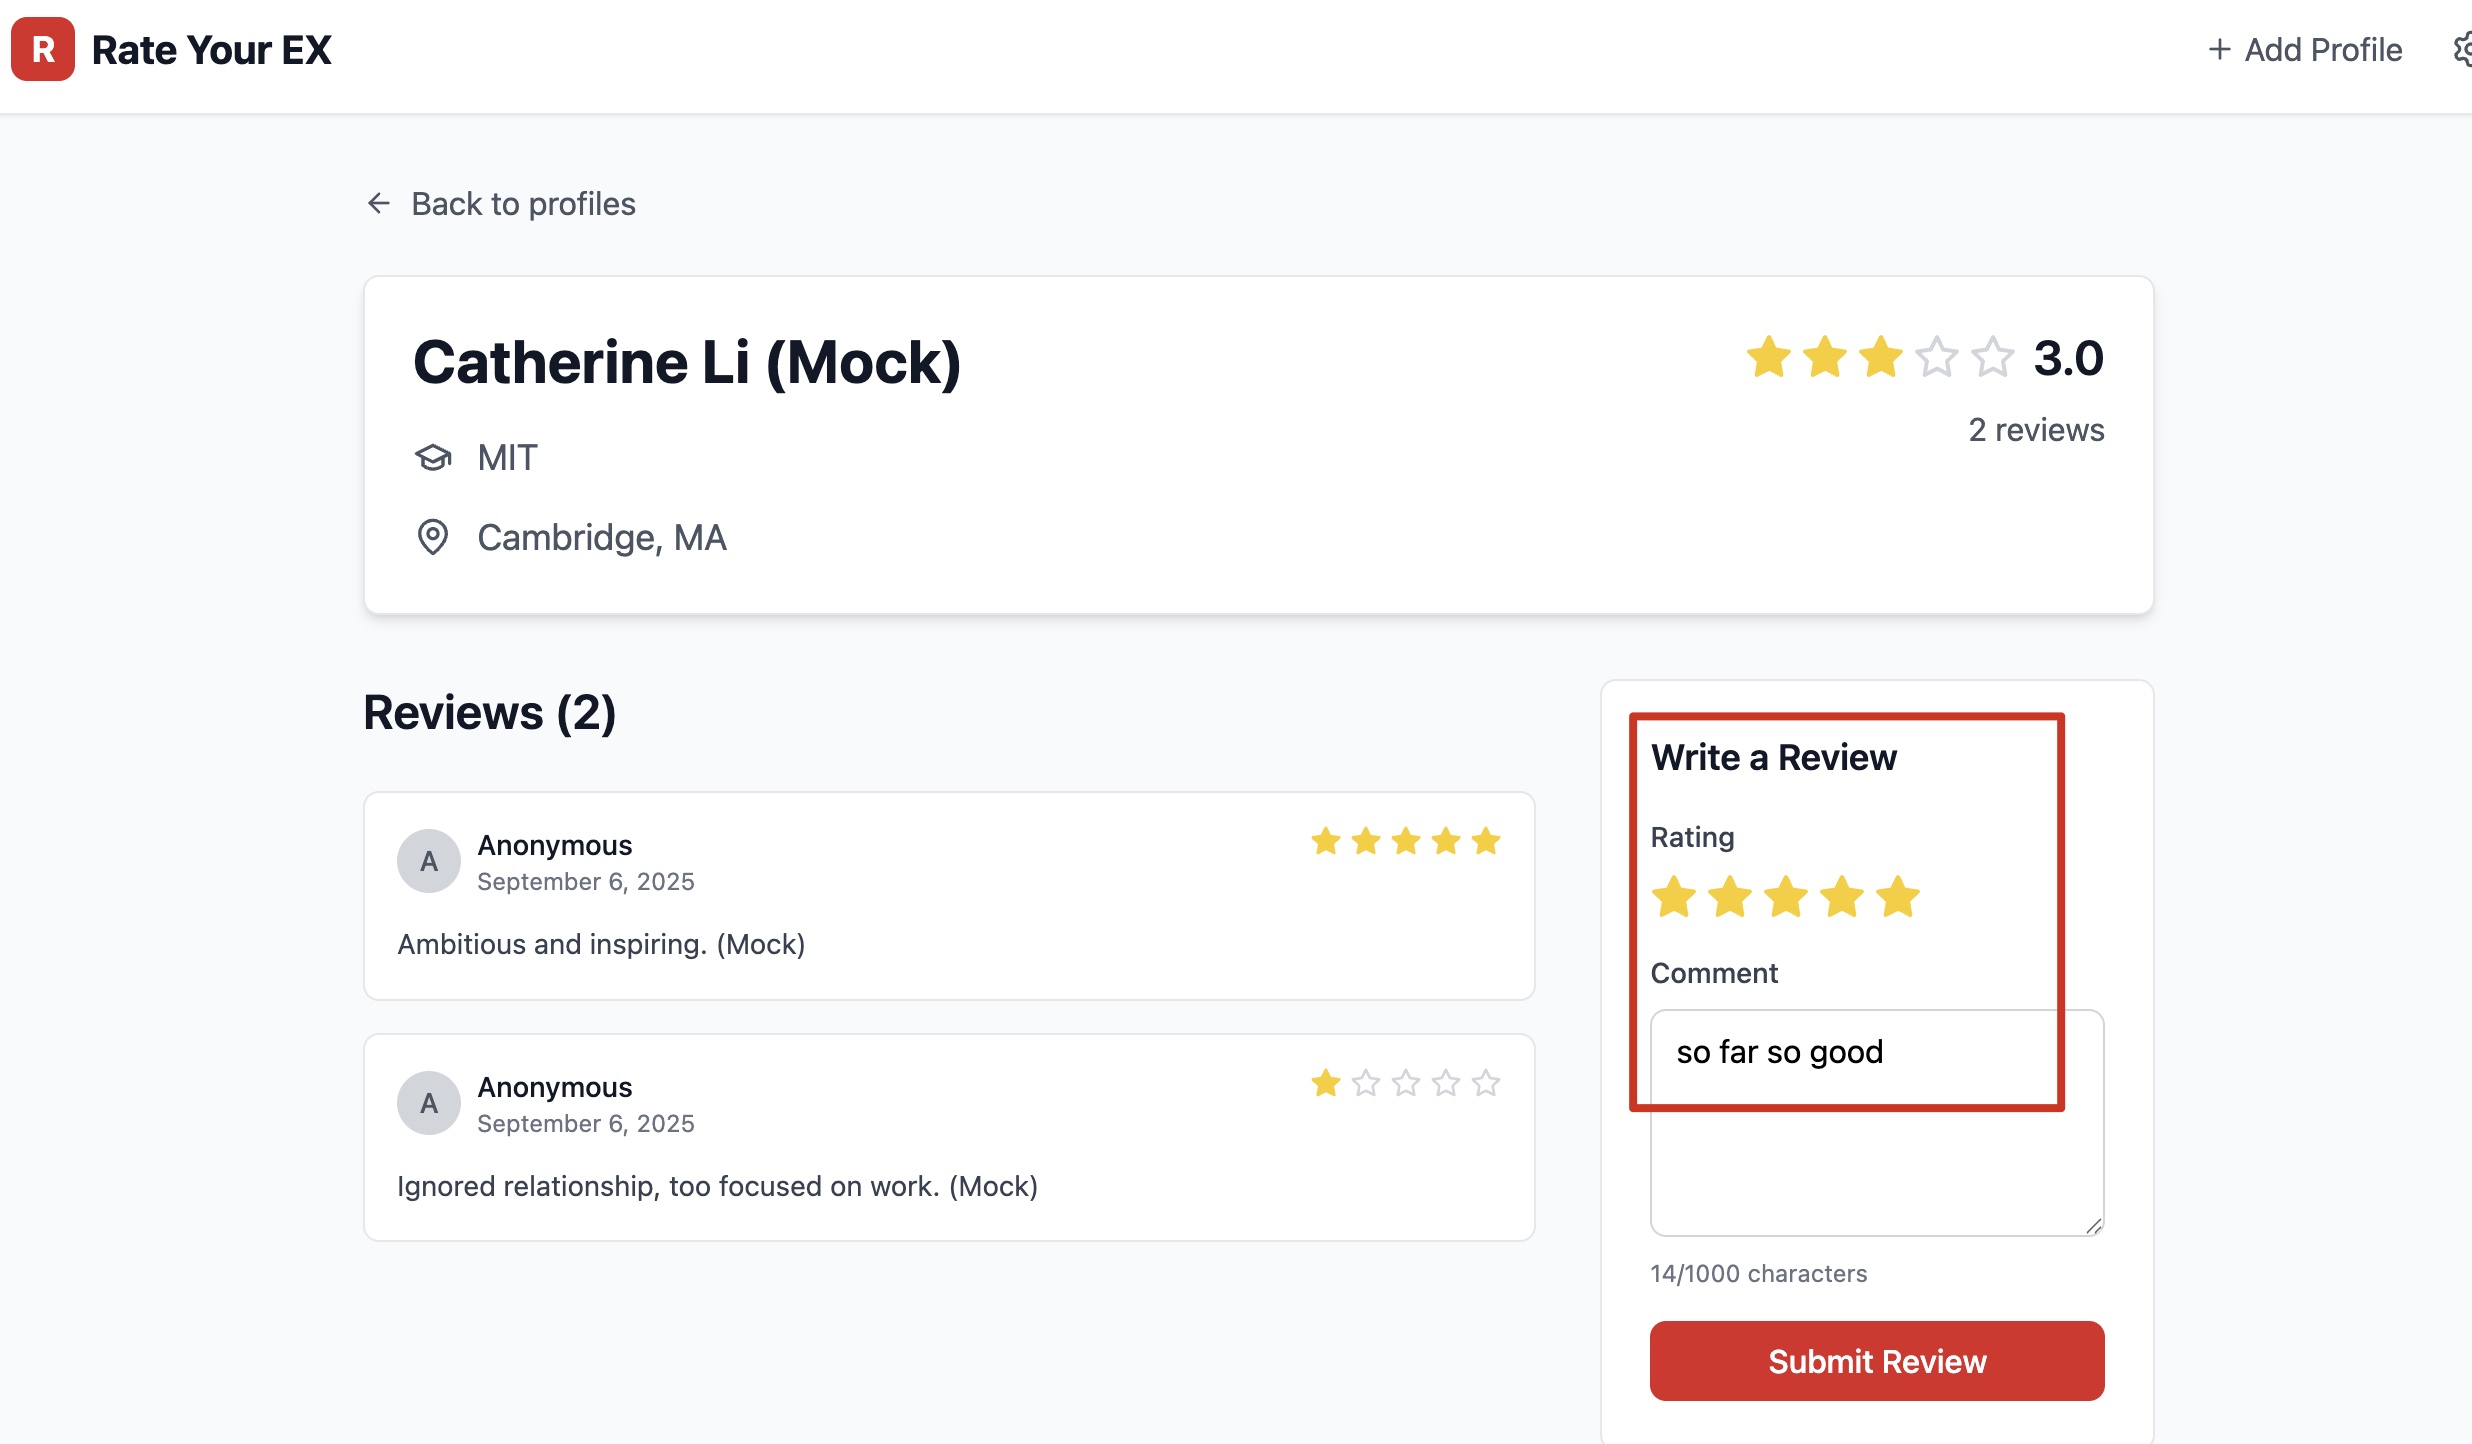 R Rate Your EX
+ Add Profile
← Back to profiles
Catherine Li (Mock)
3.0
2 reviews
MIT
Cambridge, MA
Reviews (2)
A
Anonymous
September 6, 2025
Ambitious and inspiring. (Mock)
A
Anonymous
September 6, 2025
Ignored relationship, too focused on work. (Mock)
Write a Review
Rating
Comment
so far so good
14/1000 characters
Submit Review